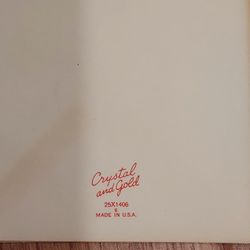 Crystal
and Gold
25X1406
E
MADE IN U.S.A.